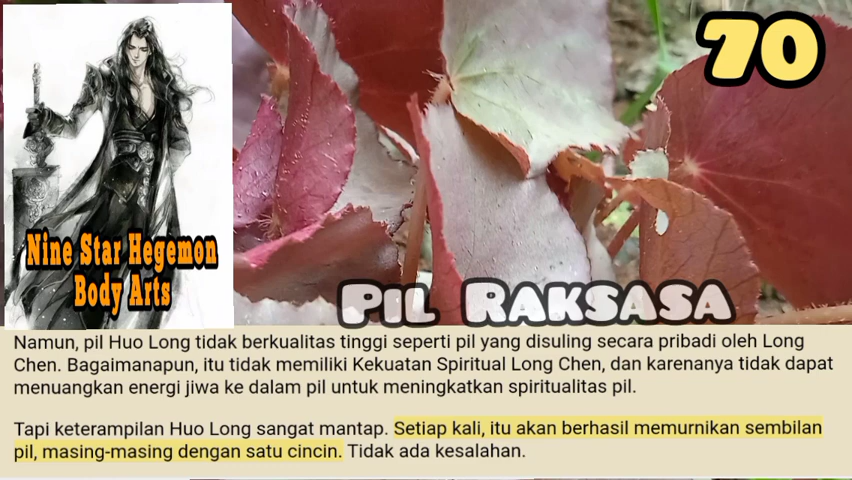 70
Nine Star Hegemon
Body Arts
Pil Raksasa
Namun, pil Huo Long tidak berkualitas tinggi seperti pil yang disuling secara pribadi oleh Long
Chen. Bagaimanapun, itu tidak memiliki Kekuatan Spiritual Long Chen, dan karenanya tidak dapat
menuangkan energi jiwa ke dalam pil untuk meningkatkan spiritualitas pil.
Tapi keterampilan Huo Long sangat mantap. Setiap kali, itu akan berhasil memurnikan sembilan
pil, masing-masing dengan satu cincin. Tidak ada kesalahan.